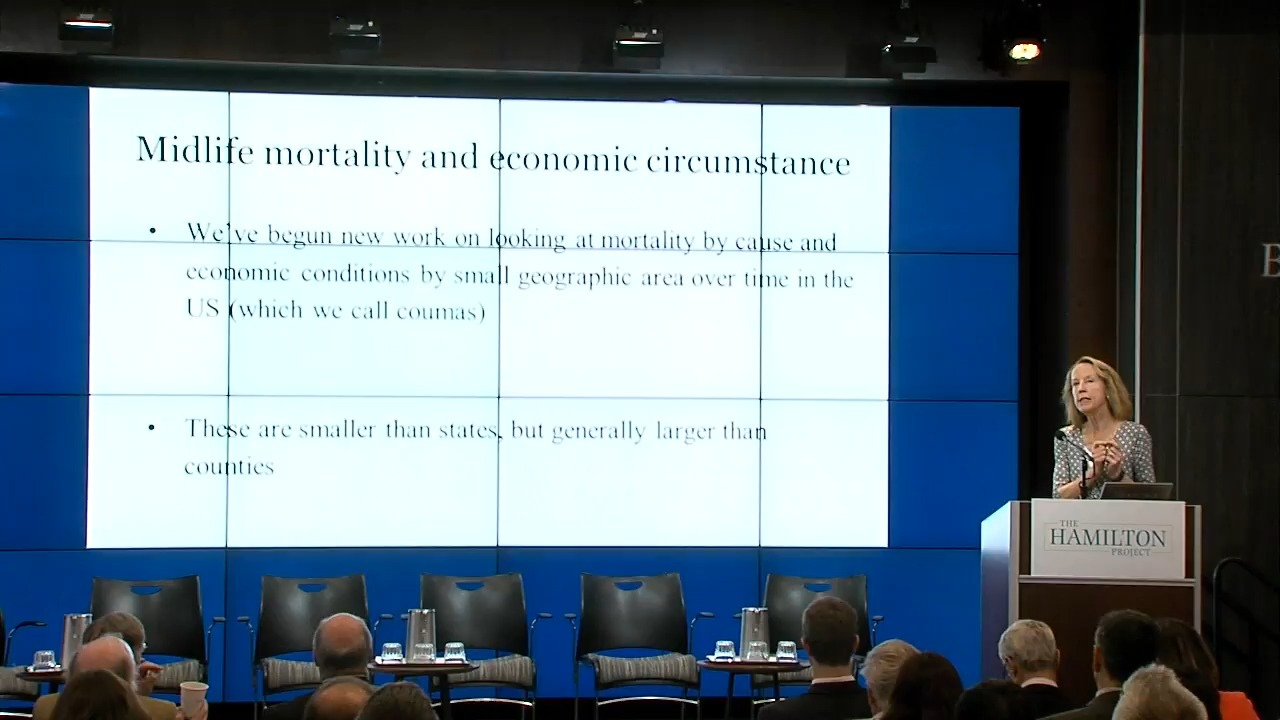 Midlife mortality and economic circumstance
• We've begun new work on looking at mortality by cause and
economic conditions by small geographic area over time in the
US (which we call coumas)
• These are smaller than states, but generally larger than
counties
THE
HAMILTON
PROJECT